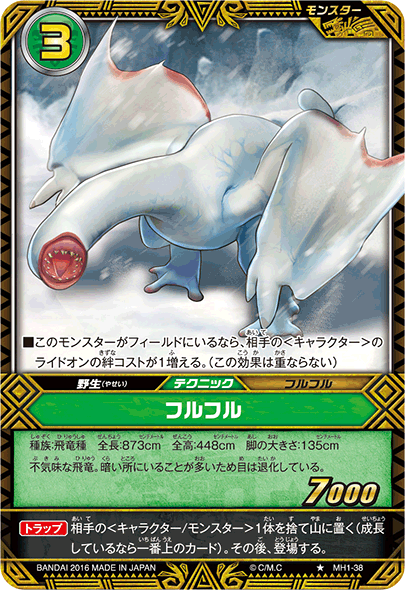 モンスター
3
■このモンスターがフィールドにいるなら、相手の<キャラクター>の
ライドオンの絆コストが1増える。(この効果は重ならない)
野生(やせい) テクニック フルフル
フルフル
種族:飛竜種 全長:873cm 全高:448cm 脚の大きさ:135cm
不気味な飛竜。暗い所にいることが多いため目は退化している。
7000
トラップ 相手の<キャラクター/モンスター>1体を捨て山に置く(成長
しているなら一番上のカード)。その後、登場する。
BANDAI 2016 MADE IN JAPAN ©C/M.C ★ MH1-38